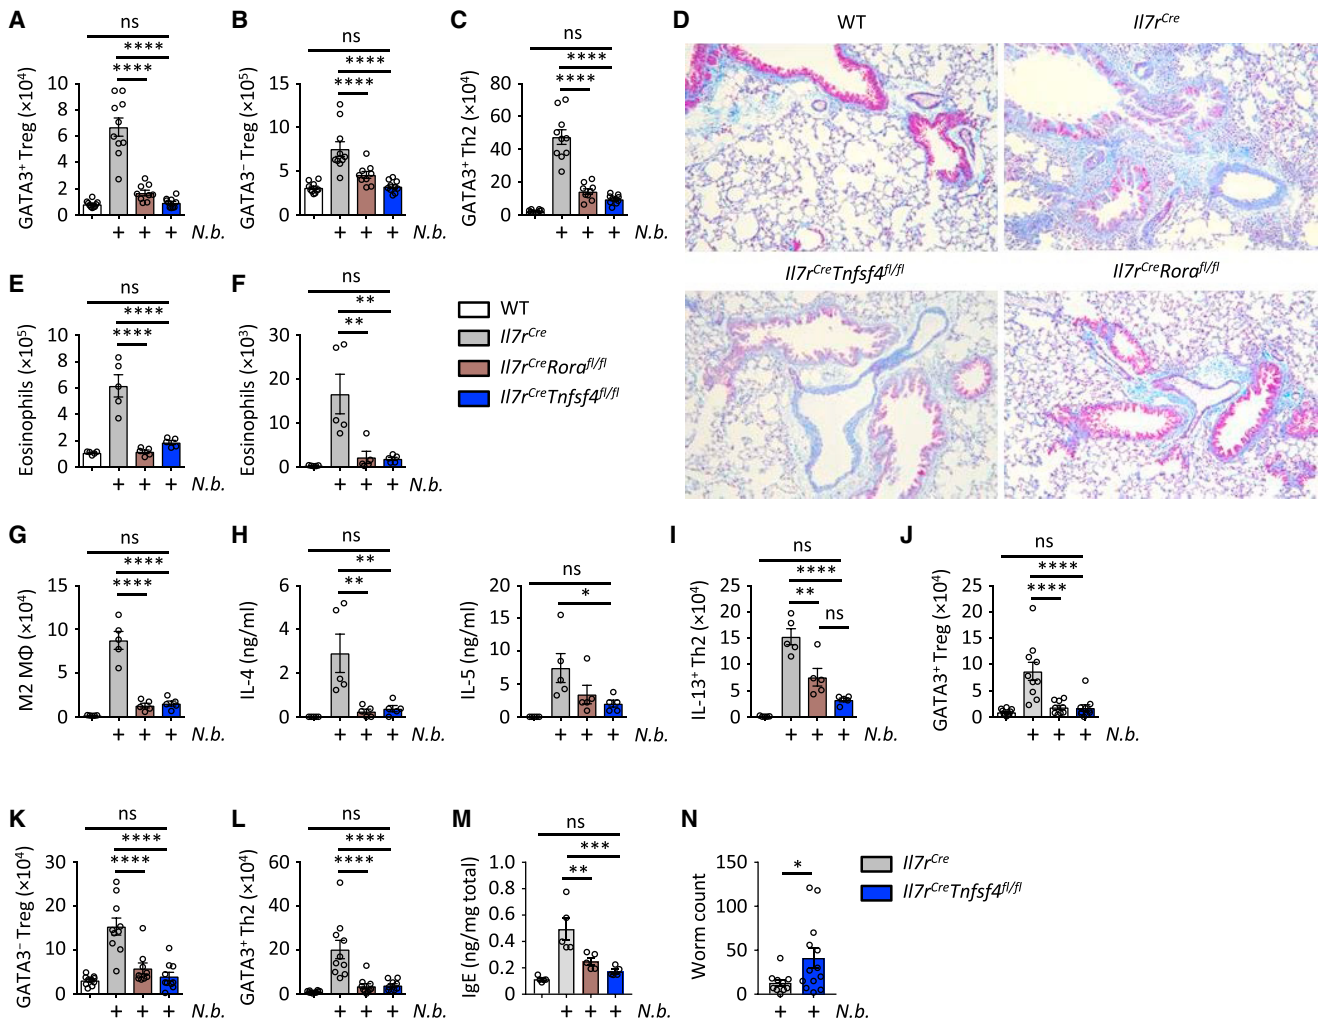 A
ns
****
****
GATA3⁺ Treg (×10⁴)
10
8
6
4
2
0
+ + + N.b.
B
ns
****
****
GATA3⁻ Treg (×10⁵)
15
10
5
0
+ + + N.b.
C
ns
****
****
GATA3⁺ Th2 (×10⁴)
80
60
40
20
0
+ + + N.b.
D
WT
Il7rᶜʳᵉ
Il7rᶜʳᵉTnfsf4ᶠˡ/ᶠˡ
Il7rᶜʳᵉRoraᶠˡ/ᶠˡ
E
ns
****
****
Eosinophils (×10⁵)
10
8
6
4
2
0
+ + + N.b.
F
ns
**
**
Eosinophils (×10³)
30
20
10
0
+ + + N.b.
WT
Il7rᶜʳᵉ
Il7rᶜʳᵉRoraᶠˡ/ᶠˡ
Il7rᶜʳᵉTnfsf4ᶠˡ/ᶠˡ
G
ns
****
****
M2 MΦ (×10⁴)
15
10
5
0
+ + + N.b.
H
ns
**
**
IL-4 (ng/ml)
6
4
2
0
+ + +
ns
*
IL-5 (ng/ml)
20
15
10
5
0
+ + + N.b.
I
ns
****
**
ns
IL-13⁺ Th2 (×10⁴)
25
20
15
10
5
0
+ + + N.b.
J
ns
****
****
GATA3⁺ Treg (×10⁴)
25
20
15
10
5
0
+ + + N.b.
K
ns
****
****
GATA3⁻ Treg (×10⁴)
30
20
10
0
+ + + N.b.
L
ns
****
****
GATA3⁺ Th2 (×10⁴)
60
40
20
0
+ + + N.b.
M
ns
***
**
IgE (ng/mg total)
1.0
0.8
0.6
0.4
0.2
0
+ + + N.b.
N
*
Worm count
150
100
50
0
+ + N.b.
Il7rᶜʳᵉ
Il7rᶜʳᵉTnfsf4ᶠˡ/ᶠˡ